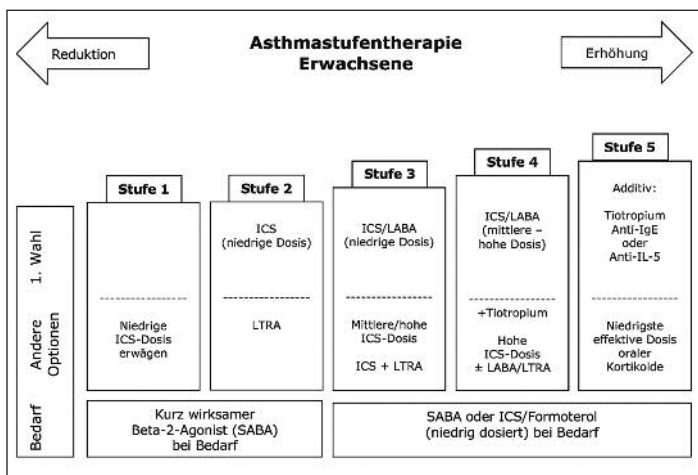 Asthmastufentherapie
Erwachsene
Reduktion
Erhöhung
Stufe 1
Stufe 2
Stufe 3
Stufe 4
Stufe 5
1. Wahl
ICS
(niedrige Dosis)
ICS/LABA
(niedrige Dosis)
ICS/LABA
(mittlere –
hohe Dosis)
Additiv:
Tiotropium
Anti-IgE
oder
Anti-IL-5
Andere
Optionen
Niedrige
ICS-Dosis
erwägen
LTRA
Mittlere/hohe
ICS-Dosis
ICS + LTRA
+Tiotropium
Hohe
ICS-Dosis
± LABA/LTRA
Niedrigste
effektive Dosis
oraler
Kortikoide
Bedarf
Kurz wirksamer
Beta-2-Agonist (SABA)
bei Bedarf
SABA oder ICS/Formoterol
(niedrig dosiert) bei Bedarf